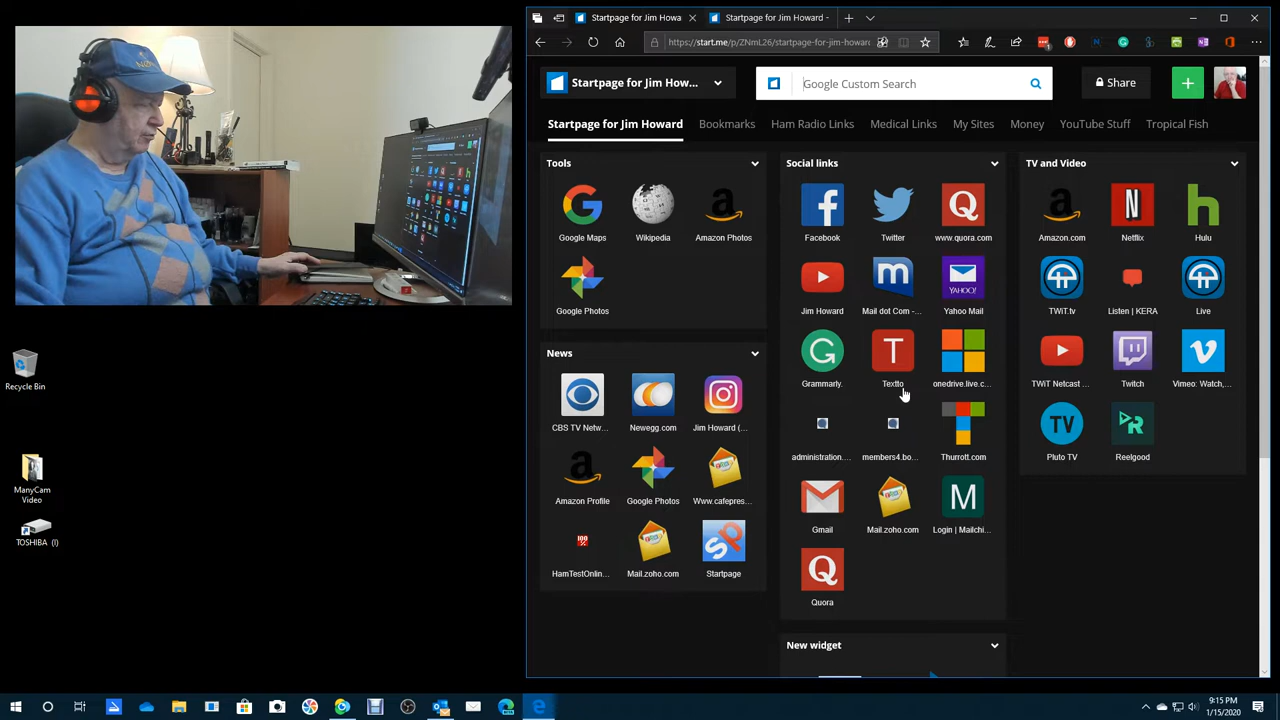 Startpage for Jim Howa
Startpage for Jim Howard -
https://start.me/p/ZNmL26/startpage-for-jim-howard
Startpage for Jim How...
Google Custom Search
Share
Startpage for Jim Howard
Bookmarks
Ham Radio Links
Medical Links
My Sites
Money
YouTube Stuff
Tropical Fish
Tools
Google Maps
Wikipedia
Amazon Photos
Google Photos
News
CBS TV Netw...
Newegg.com
Jim Howard (...
Amazon Profile
Google Photos
Www.cafepres...
100%
HamTestOnlin...
Mail.zoho.com
Startpage
Social links
Facebook
Twitter
www.quora.com
Jim Howard
Mail dot Com -...
YAHOO!
Yahoo Mail
Grammarly.
Textto
onedrive.live.c...
administration....
members4.bo...
Thurrott.com
Gmail
Mail.zoho.com
Login | Mailchi...
Quora
New widget
TV and Video
Amazon.com
Netflix
Hulu
TWiT.tv
Listen | KERA
Live
TWiT Netcast ...
Twitch
Vimeo: Watch,...
TV
Pluto TV
Reelgood
Recycle Bin
ManyCam
Video
TOSHIBA (I)
9:15 PM
1/15/2020